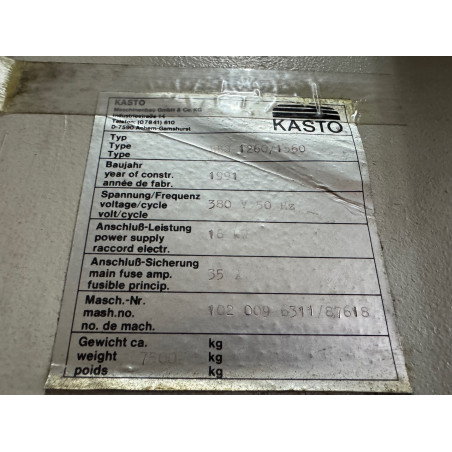 KASTO
Maschinenbau GmbH & Co KG
Industriestraße 14
Telefon: (07841) 610
D-7590 Achern-Gamshurst
KASTO
Typ
Type 1260/1560
Type
Baujahr
year of constr. 1991
année de fabr.
Spannung/Frequenz
voltage/cycle 380 V 50 Hz
volt/cycle
Anschluß-Leistung
power supply
raccord electr.
Anschluß-Sicherung
main fuse amp. 35
fusible princip.
Masch.-Nr.
mash.no. 102 009 6311/87618
no. de mach.
Gewicht ca. kg
weight kg
poids kg